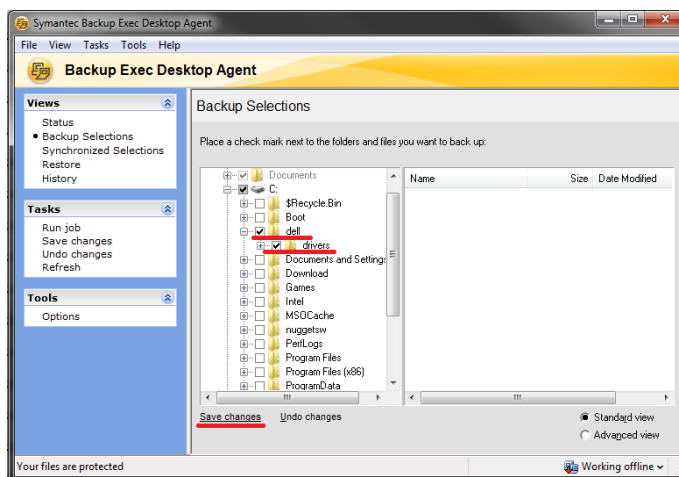 Symantec Backup Exec Desktop Agent
File View Tasks Tools Help
Backup Exec Desktop Agent
Views
Status
Backup Selections
Synchronized Selections
Restore
History
Tasks
Run job
Save changes
Undo changes
Refresh
Tools
Options
Backup Selections
Place a check mark next to the folders and files you want to back up:
Documents
C:
$Recycle.Bin
Boot
dell
drivers
Documents and Settings
Download
Games
Intel
MSOCache
nuggetsw
PerfLogs
Program Files
Program Files (x86)
ProgramData
Name Size Date Modified
Save changes Undo changes
Standard view
Advanced view
Your files are protected
Working offline